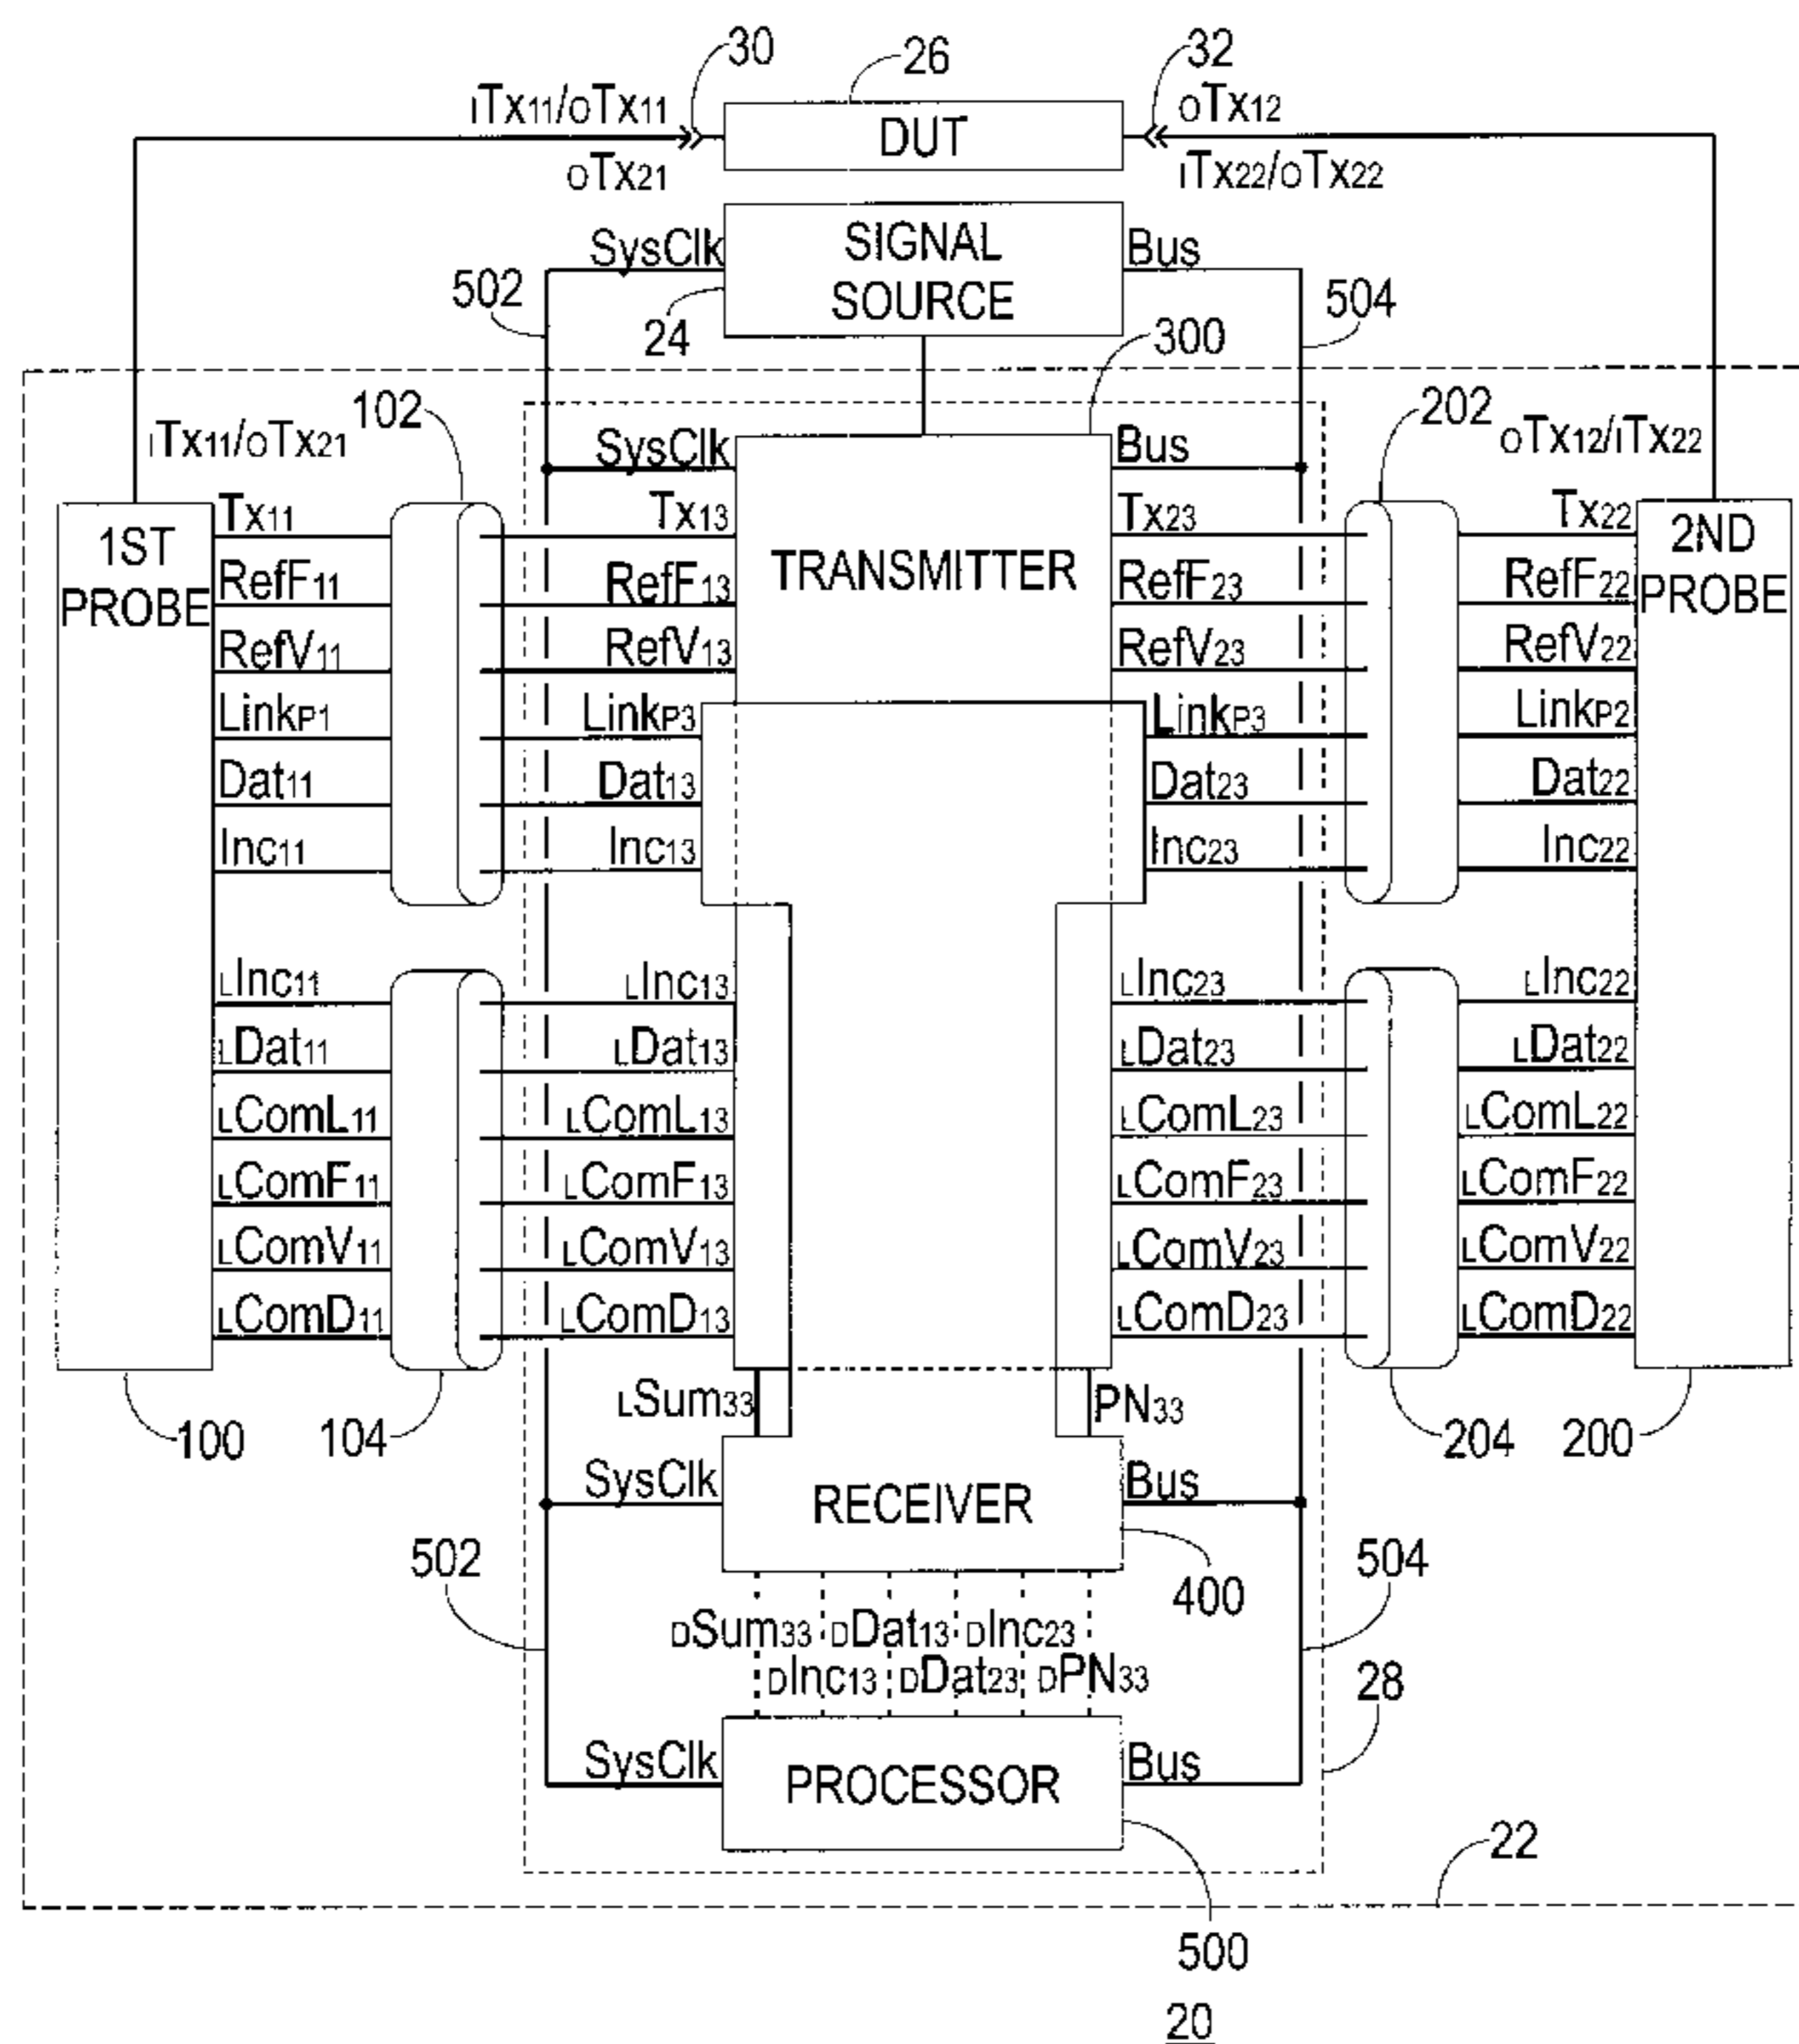 30 26 32
ITx11/OTx11 OTx12
DUT
OTx21 ITx22/OTx22
SysClk SIGNAL SOURCE Bus
502 24 504
300
102 202
ITx11/OTx21 SysClk Bus OTx12/ITx22
1ST PROBE TRANSMITTER 2ND PROBE
Tx11 Tx13 Tx23 Tx22
RefF11 RefF13 RefF23 RefF22
RefV11 RefV13 RefV23 RefV22
LinkP1 LinkP3 LinkP3 LinkP2
Dat11 Dat13 Dat23 Dat22
Inc11 Inc13 Inc23 Inc22
LInc11 LInc13 LInc23 LInc22
LDat11 LDat13 LDat23 LDat22
LComL11 LComL13 LComL23 LComL22
LComF11 LComF13 LComF23 LComF22
LComV11 LComV13 LComV23 LComV22
LComD11 LComD13 LComD23 LComD22
100 104 LSum33 PN33 204 200
SysClk RECEIVER Bus
502 400 504
DSum33 DDat13 DInc23
DInc13 DDat23 DPN33
28
SysClk PROCESSOR Bus
22
500
20